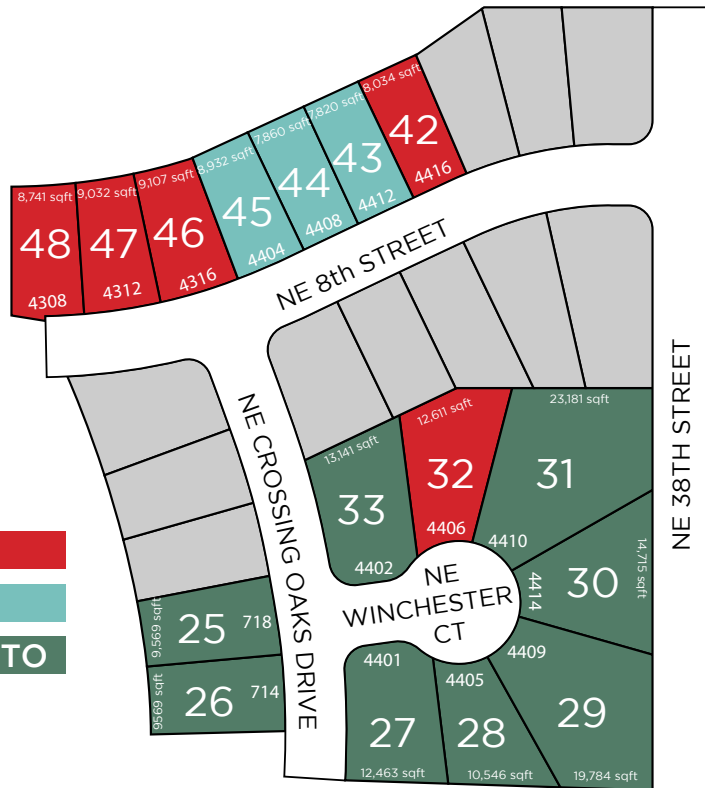 8,034 sqft
42
4416
7,820 sqft
43
4412
7,860 sqft
44
4408
8,932 sqft
45
4404
9,107 sqft
46
4316
9,032 sqft
47
4312
8,741 sqft
48
4308
NE 8th STREET
NE CROSSING OAKS DRIVE
NE 38TH STREET
13,141 sqft
33
4402
12,611 sqft
32
4406
23,181 sqft
31
4410
14,715 sqft
30
4414
NE
WINCHESTER
CT
9,569 sqft
25
718
9569 sqft
26
714
TO
4401
27
12,463 sqft
4405
28
10,546 sqft
4409
29
19,784 sqft